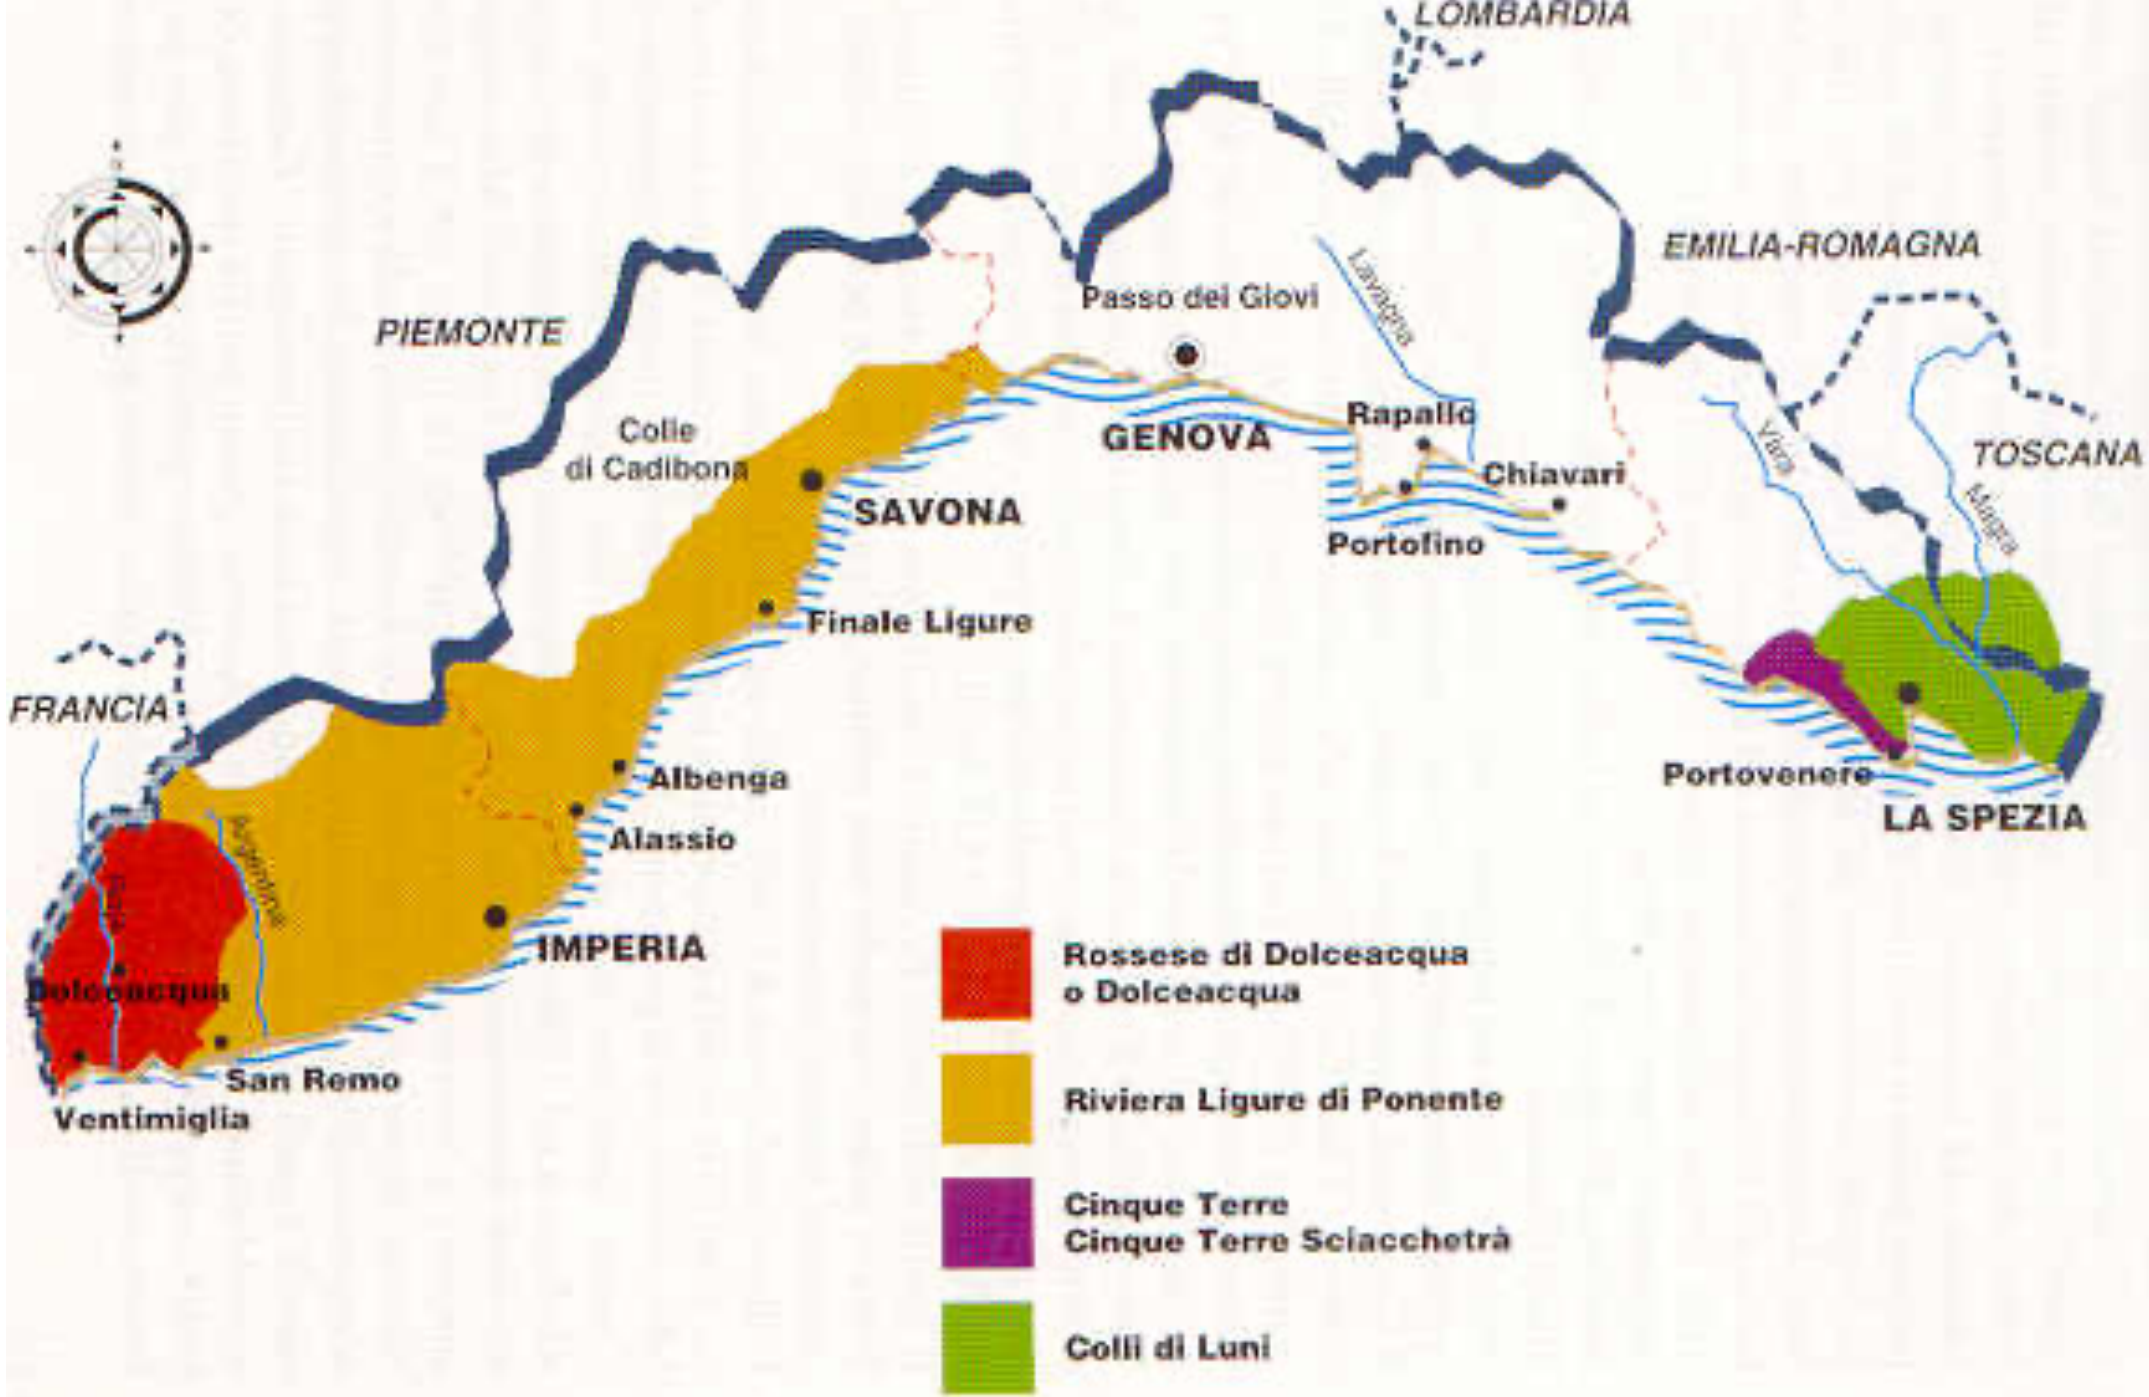 LOMBARDIA
EMILIA-ROMAGNA
Passo dei Giovi
Lavagna
PIEMONTE
Rapallo
Colle
di Cadibona
GENOVA
TOSCANA
Vara
Chiavari
SAVONA
Magra
Portofino
Finale Ligure
FRANCIA
Albenga
Portovenere
LA SPEZIA
Alassio
Argentina
IMPERIA
Rossese di Dolceacqua
o Dolceacqua
Dolceacqua
San Remo
Riviera Ligure di Ponente
Ventimiglia
Cinque Terre
Cinque Terre Sciacchetrà
Colli di Luni